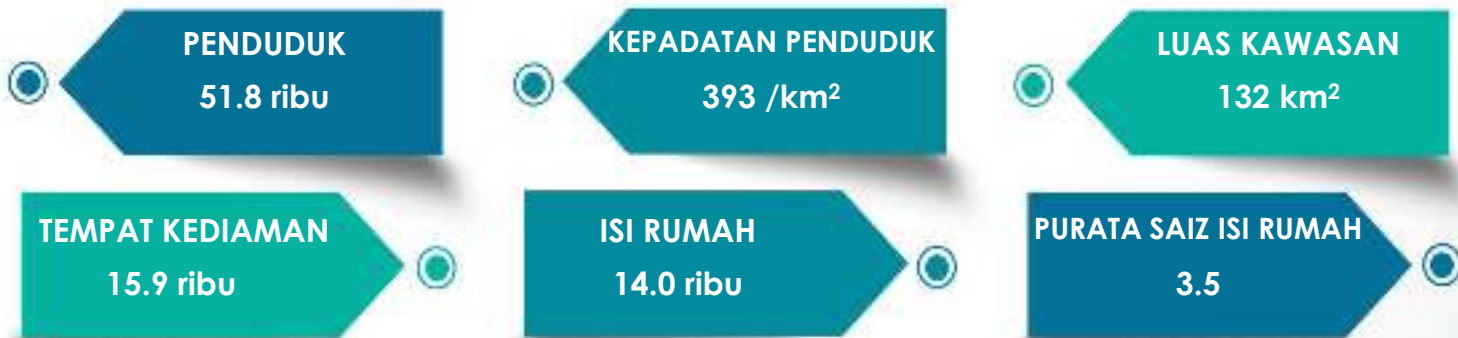 PENDUDUK
51.8 ribu
KEPADATAN PENDUDUK
393 /km²
LUAS KAWASAN
132 km²
TEMPAT KEDIAMAN
15.9 ribu
ISI RUMAH
14.0 ribu
PURATA SAIZ ISI RUMAH
3.5